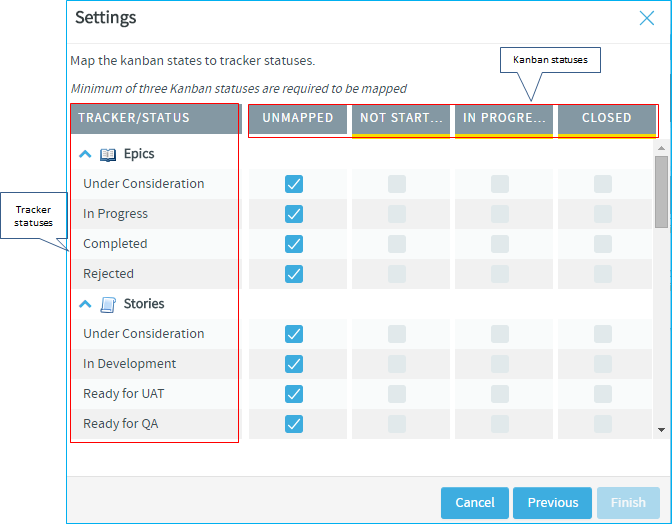 Settings
Map the kanban states to tracker statuses.
Kanban statuses
Minimum of three Kanban statuses are required to be mapped
TRACKER/STATUS UNMAPPED NOT START... IN PROGRE... CLOSED
Epics
Under Consideration
Tracker statuses
In Progress
Completed
Rejected
Stories
Under Consideration
In Development
Ready for UAT
Ready for QA
Cancel Previous Finish